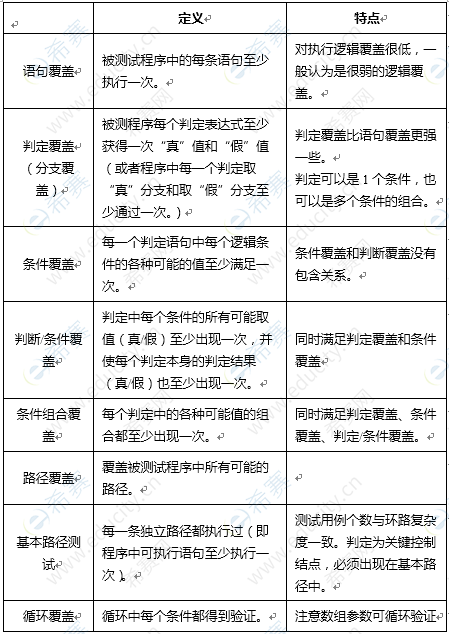 定义 特点
语句覆盖
被测试程序中的每条语句至少
执行一次。
对执行逻辑覆盖很低，一
般认为是很弱的逻辑覆
盖。
判定覆盖
（分支覆
盖）
被测程序每个判定表达式至少
获得一次“真”值和“假”值
（或者程序中每一个判定取
“真”分支和取“假”分支至
少通过一次。)
判定覆盖比语句覆盖更强
一些。
判定可以是1个条件，也
可以是多个条件的组合。
条件覆盖
每一个判定语句中每个逻辑条
件的各种可能的值至少满足一
次。
条件覆盖和判断覆盖没有
包含关系。
判断/条件覆
盖
判定中每个条件的所有可能取
值（真/假）至少出现一次，并
使每个判定本身的判定结果
（真/假）也至少出现一次。
同时满足判定覆盖和条件
覆盖
条件组合覆
盖
每个判定中的各种可能值的组
合都至少出现一次。
同时满足判定覆盖、条件
覆盖、判定/条件覆盖。
路径覆盖
覆盖被测试程序中所有可能的
路径。
基本路径测
试
每一条独立路径都执行过（即
程序中可执行语句至少执行一
次）。
测试用例个数与环路复杂
度一致。判定为关键控制
结点，必须出现在基本路
径中。
循环覆盖
循环中每个条件都得到验证。
注意数组参数可循环验证
希赛网
www.educity.cn